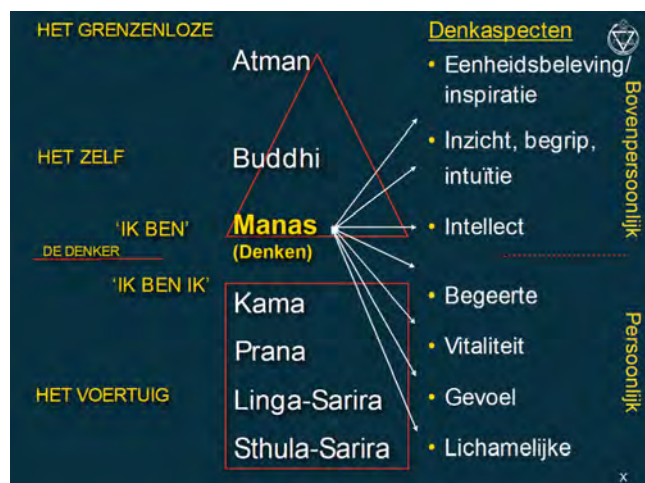 HET GRENZENLOZE
Atman
HET ZELF
Buddhi
'IK BEN'
Manas
(Denken)
DE DENKER
'IK BEN IK'
Kama
Prana
HET VOERTUIG
Linga-Sarira
Sthula-Sarira
Denkaspecten
• Eenheidsbeleving/
inspiratie
• Inzicht, begrip,
intuïtie
• Intellect
• Begeerte
• Vitaliteit
• Gevoel
• Lichamelijke
Bovenpersoonlijk
Persoonlijk
x